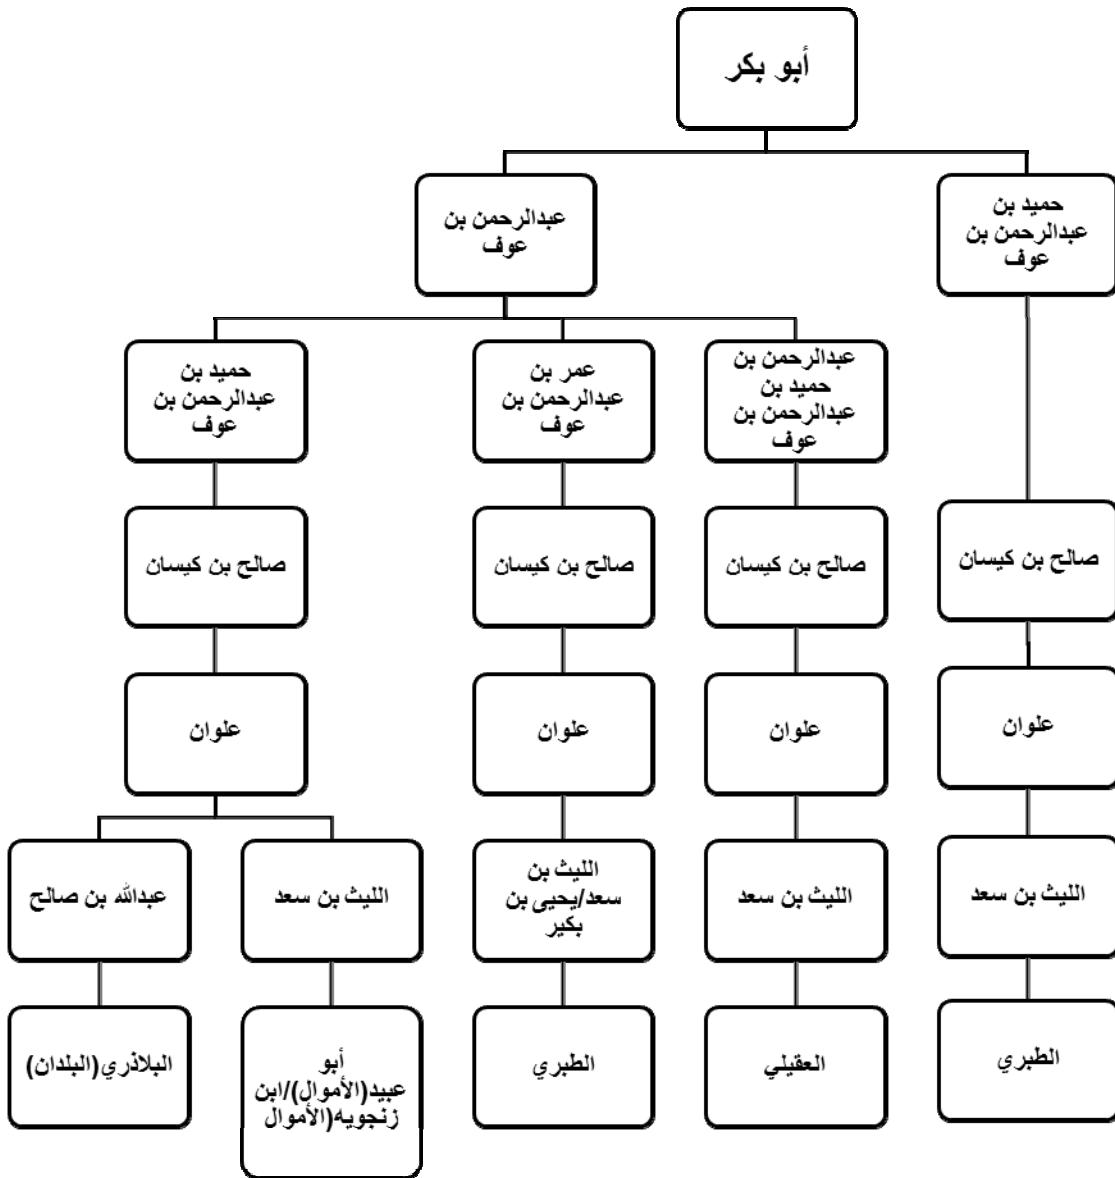 أبو بكر
حميد بن
عبدالرحمن بن
عوف
عبدالرحمن بن
عوف
عبدالرحمن بن
حميد بن
عبدالرحمن بن
عوف
عمر بن
عبدالرحمن بن
عوف
حميد بن
عبدالرحمن بن
عوف
صالح بن كيسان
صالح بن كيسان
صالح بن كيسان
صالح بن كيسان
علوان
علوان
علوان
علوان
الليث بن سعد
الليث بن سعد
الليث بن
سعد/يحيى بن
بكير
الليث بن سعد
عبدالله بن صالح
الطبري
العقيلي
الطبري
أبو
عبيد(الأموال)/ابن
زنجويه(الأموال
البلاذري(البلدان)